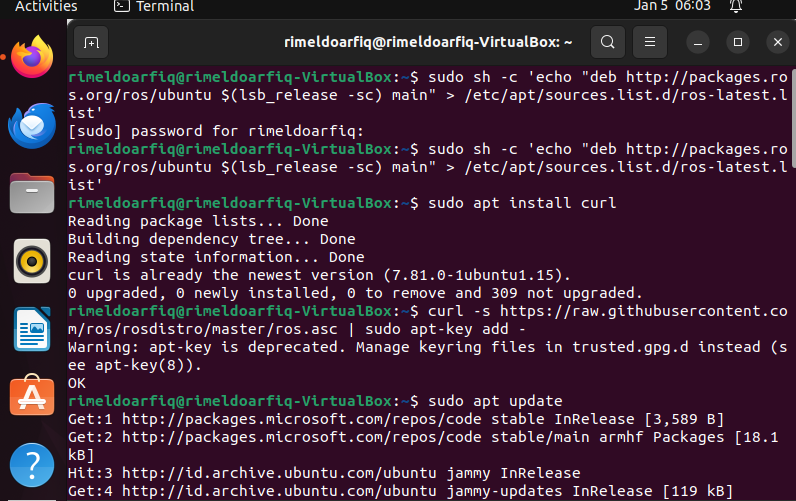 Activities
Terminal
Jan 5 06:03
rimeldoarfiq@rimeldoarfiq-VirtualBox: ~
rimeldoarfiq@rimeldoarfiq-VirtualBox:~$ sudo sh -c 'echo "deb http://packages.ro
s.org/ros/ubuntu $(lsb_release -sc) main" > /etc/apt/sources.list.d/ros-latest.l
ist'
[sudo] password for rimeldoarfiq:
rimeldoarfiq@rimeldoarfiq-VirtualBox:~$ sudo sh -c 'echo "deb http://packages.ro
s.org/ros/ubuntu $(lsb_release -sc) main" > /etc/apt/sources.list.d/ros-latest.l
ist'
rimeldoarfiq@rimeldoarfiq-VirtualBox:~$ sudo apt install curl
Reading package lists... Done
Building dependency tree... Done
Reading state information... Done
curl is already the newest version (7.81.0-1ubuntu1.15).
0 upgraded, 0 newly installed, 0 to remove and 309 not upgraded.
rimeldoarfiq@rimeldoarfiq-VirtualBox:~$ curl -s https://raw.githubusercontent.co
m/ros/rosdistro/master/ros.asc | sudo apt-key add -
Warning: apt-key is deprecated. Manage keyring files in trusted.gpg.d instead (s
ee apt-key(8)).
OK
rimeldoarfiq@rimeldoarfiq-VirtualBox:~$ sudo apt update
Get:1 http://packages.microsoft.com/repos/code stable InRelease [3,589 B]
Get:2 http://packages.microsoft.com/repos/code stable/main armhf Packages [18.1
kB]
Hit:3 http://id.archive.ubuntu.com/ubuntu jammy InRelease
Get:4 http://id.archive.ubuntu.com/ubuntu jammy-updates InRelease [119 kB]